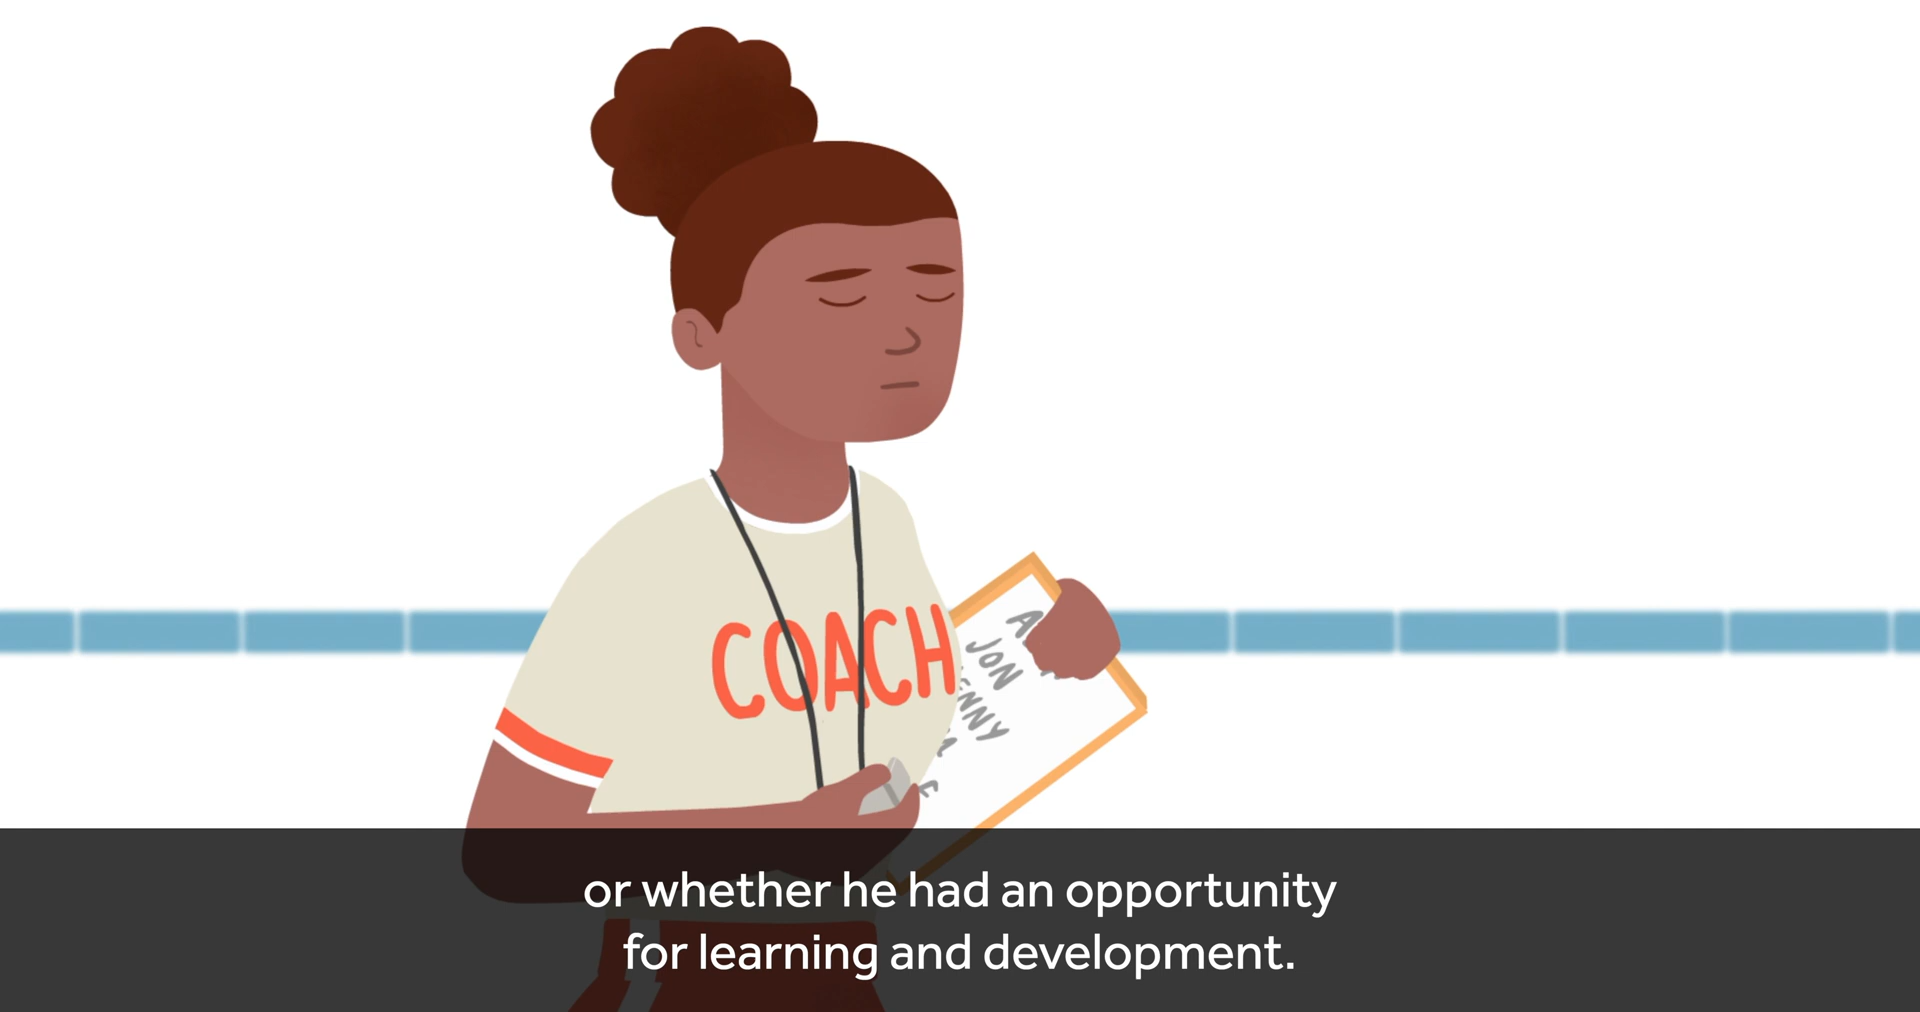 COACH
JON
or whether he had an opportunity
for learning and development.